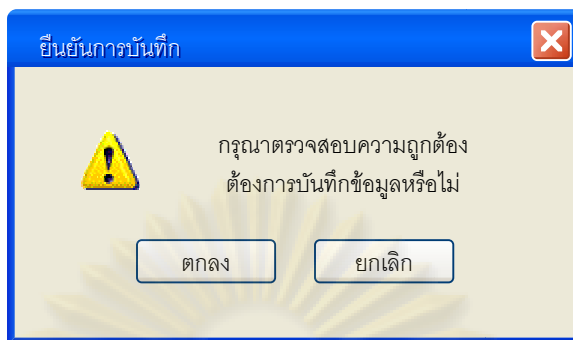 ยืนยันการบันทึก
กรุณาตรวจสอบความถูกต้อง
ต้องการบันทึกข้อมูลหรือไม่
ตกลง
ยกเลิก